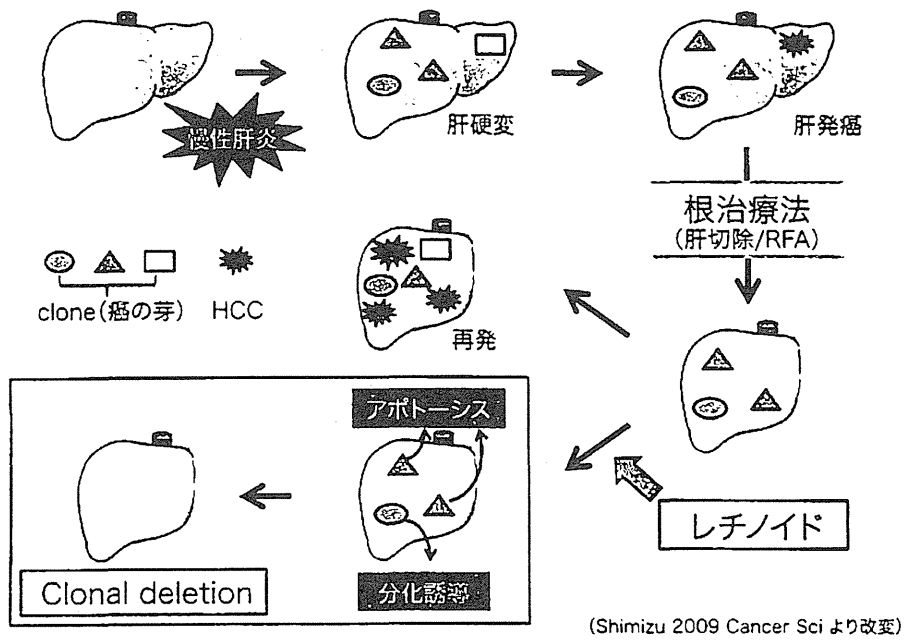 慢性肝炎
肝硬変
肝発癌
根治療法
(肝切除/RFA)
clone(癌の芽)
HCC
再発
アポトーシス
レチノイド
Clonal deletion
分化誘導
(Shimizu 2009 Cancer Sci より改変)